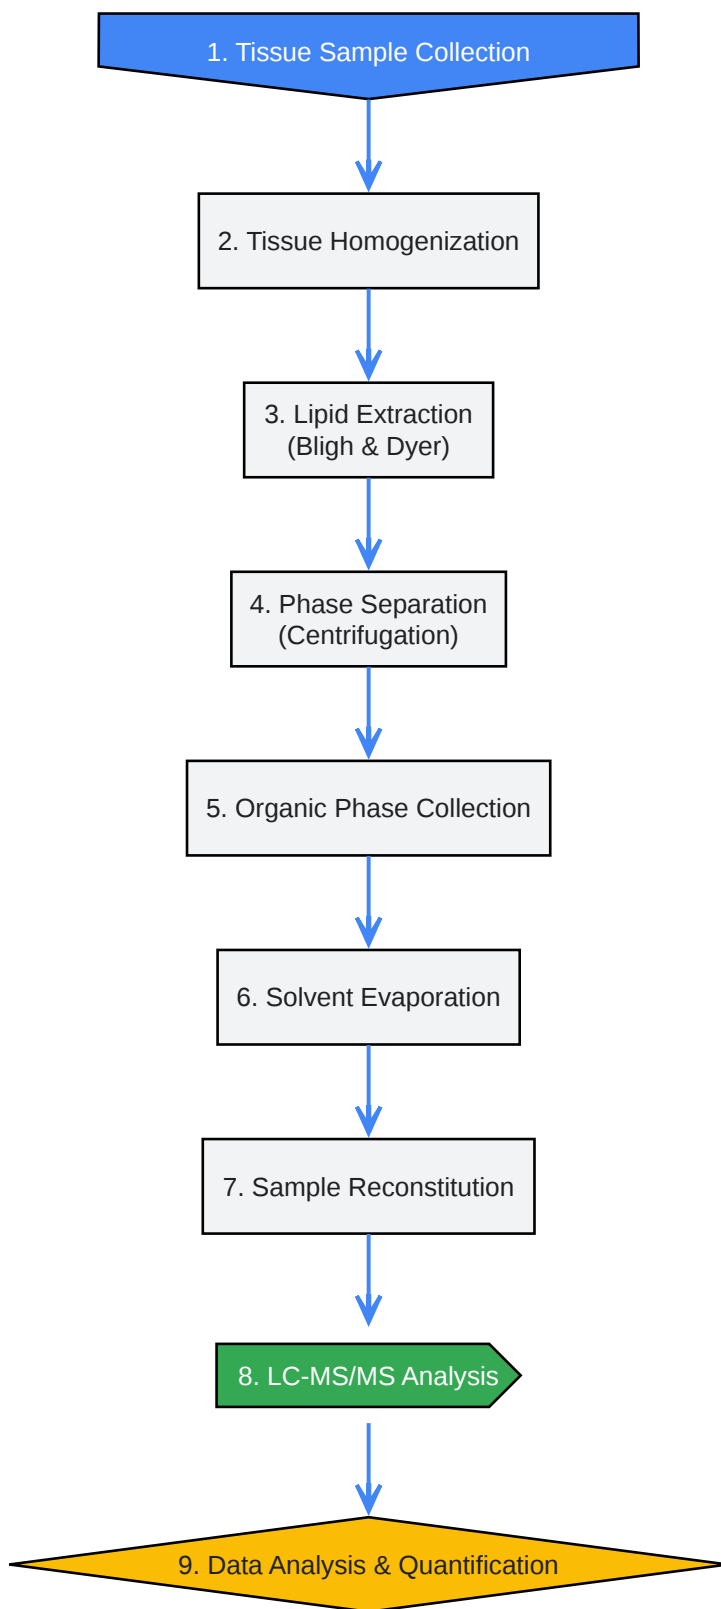 1. Tissue Sample Collection
2. Tissue Homogenization
3. Lipid Extraction
(Bligh & Dyer)
4. Phase Separation
(Centrifugation)
5. Organic Phase Collection
6. Solvent Evaporation
7. Sample Reconstitution
8. LC-MS/MS Analysis
9. Data Analysis & Quantification